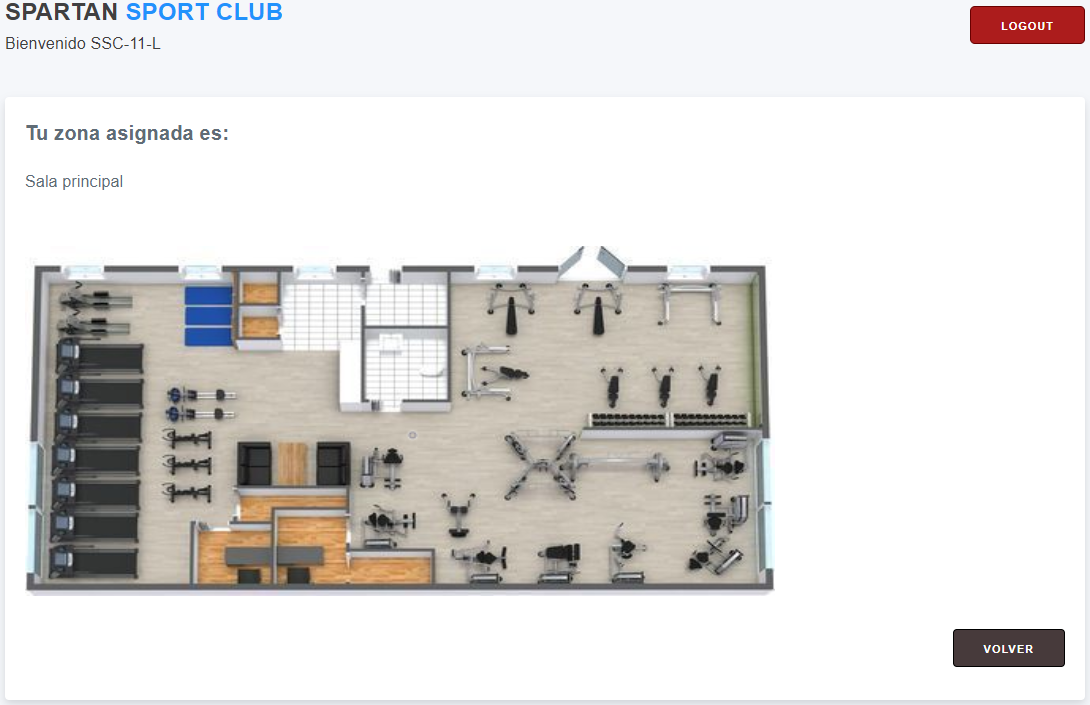 SPARTAN SPORT CLUB
LOGOUT
Bienvenido SSC-11-L
Tu zona asignada es:
Sala principal
VOLVER